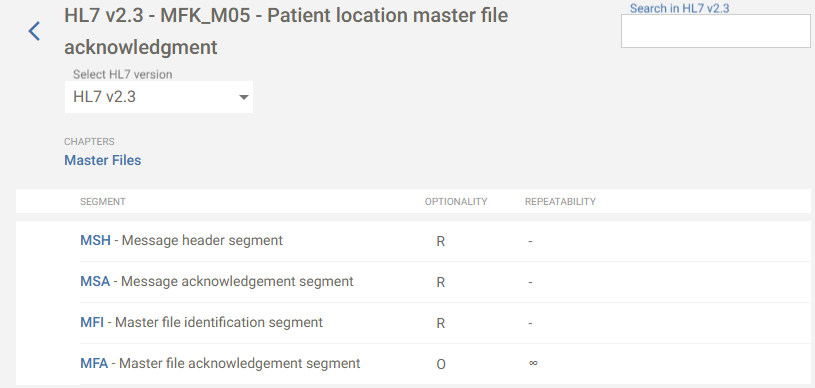 HL7 v2.3 - MFK_M05 - Patient location master file
acknowledgment
Search in HL7 v2.3
Select HL7 version
HL7 v2.3
CHAPTERS
Master Files
SEGMENT OPTIONALITY REPEATABILITY
MSH - Message header segment R -
MSA - Message acknowledgement segment R -
MFI - Master file identification segment R -
MFA - Master file acknowledgement segment O ∞